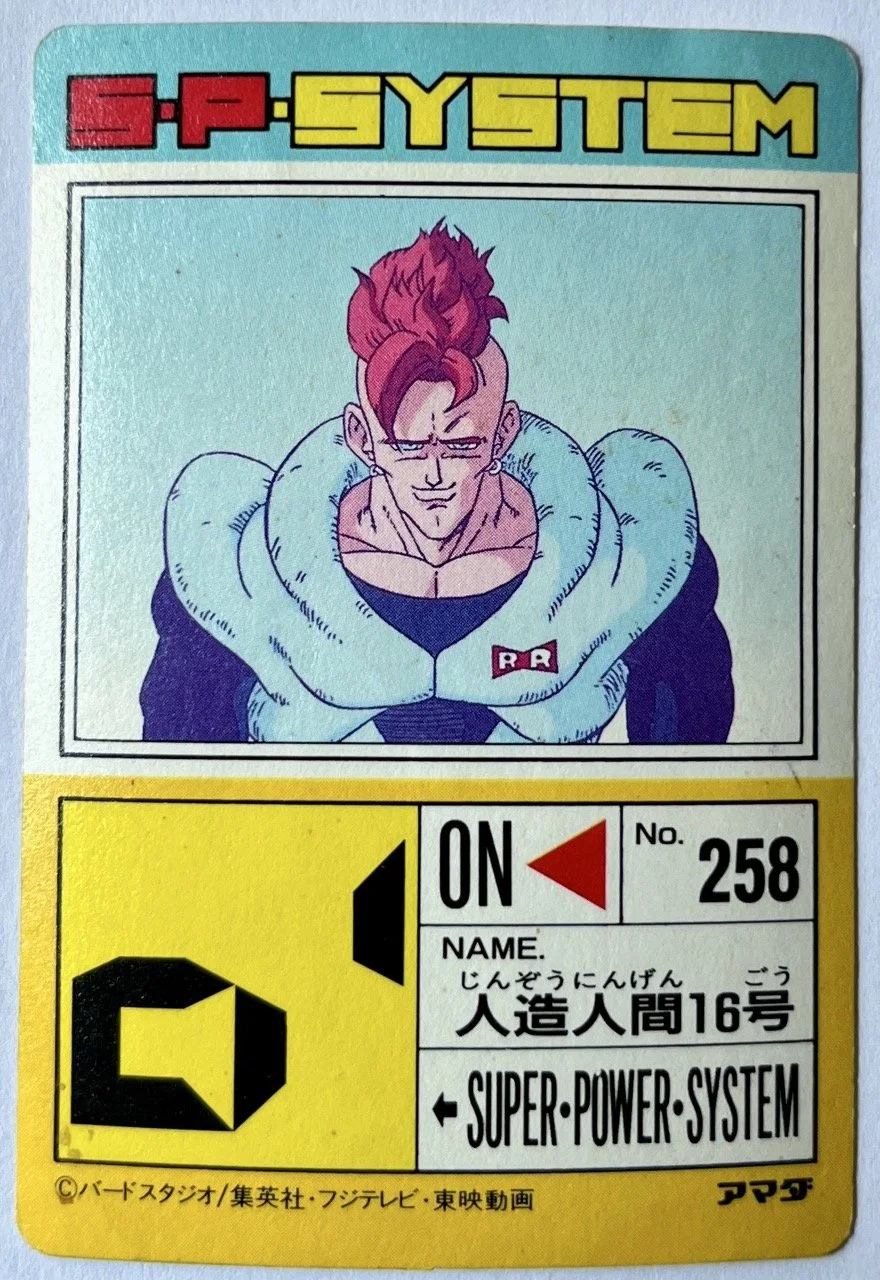 S·P·SYSTEM
RR
ON
No. 258
NAME.
じんぞうにんげん ごう
人造人間16号
←SUPER・POWER・SYSTEM
©バードスタジオ/集英社・フジテレビ・東映動画
アマダ